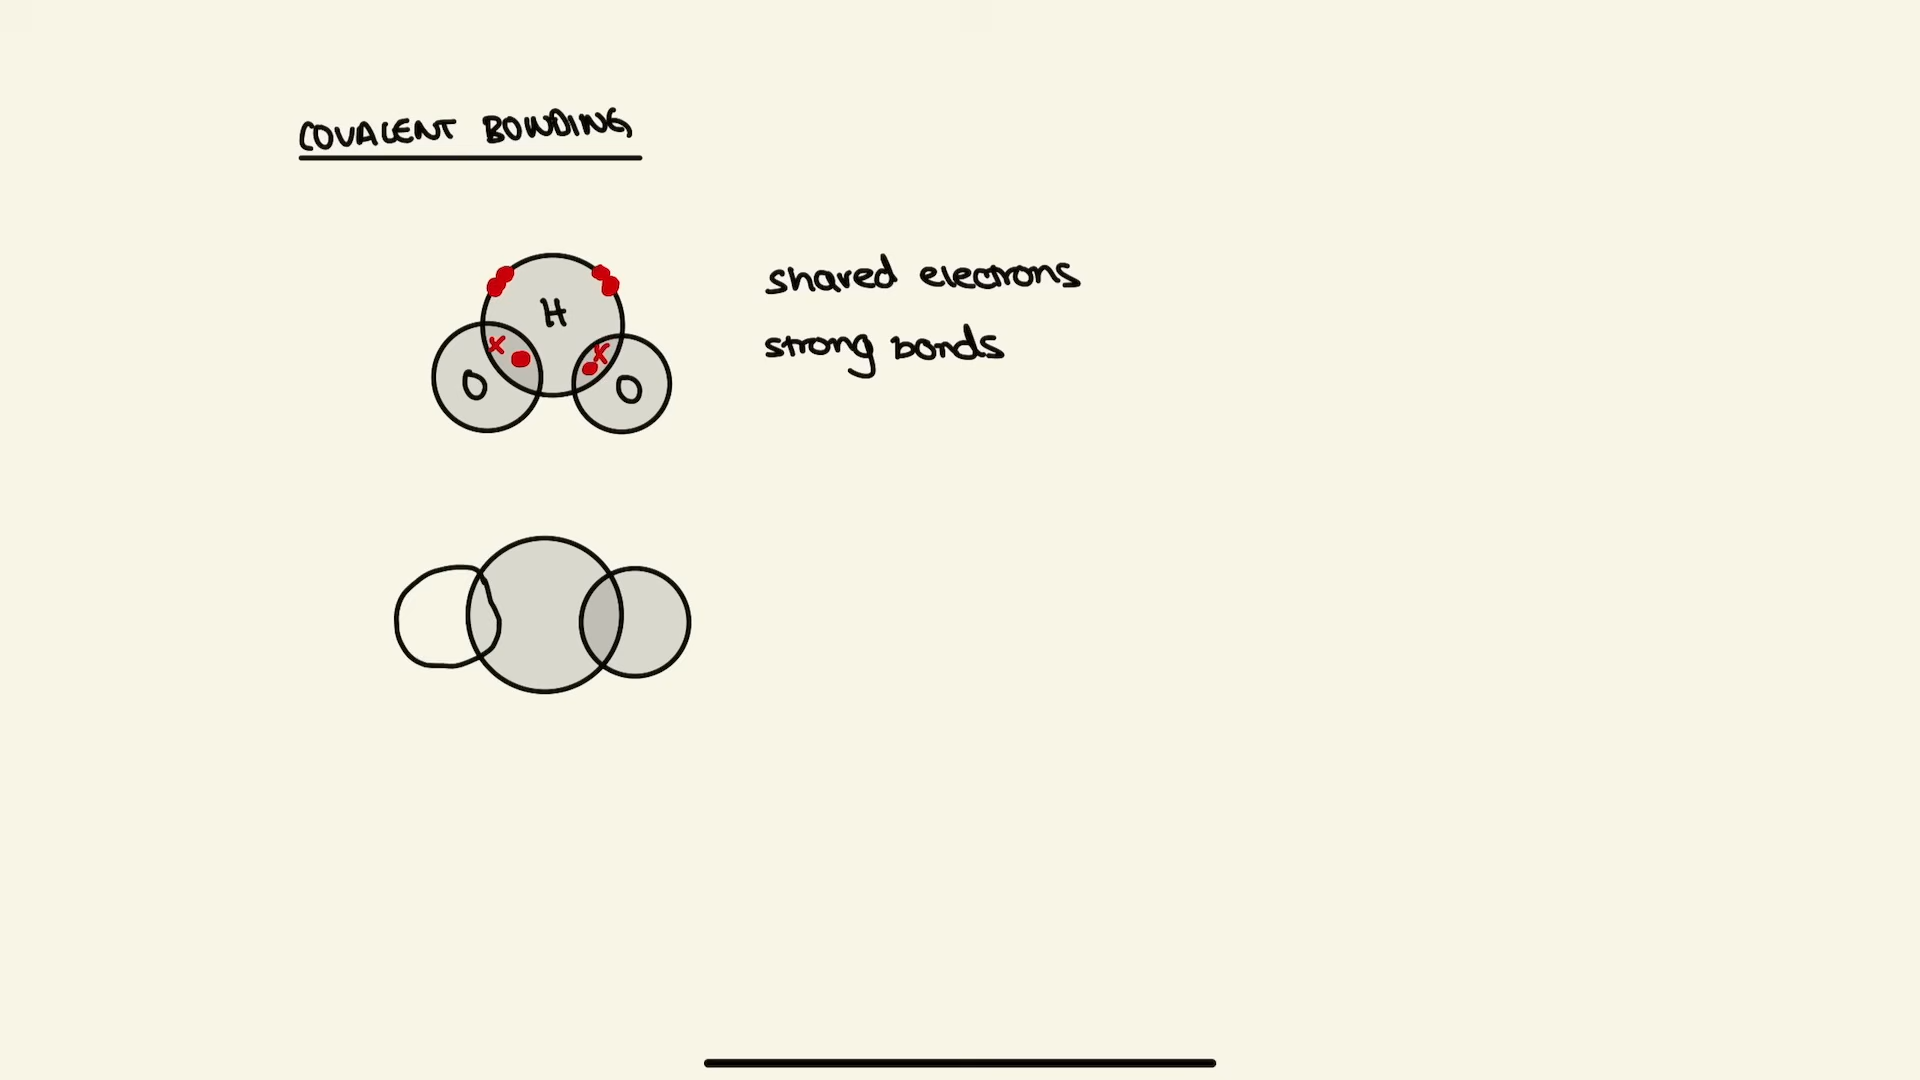 COVALENT BONDING
H
O
O
shared electrons
strong bonds